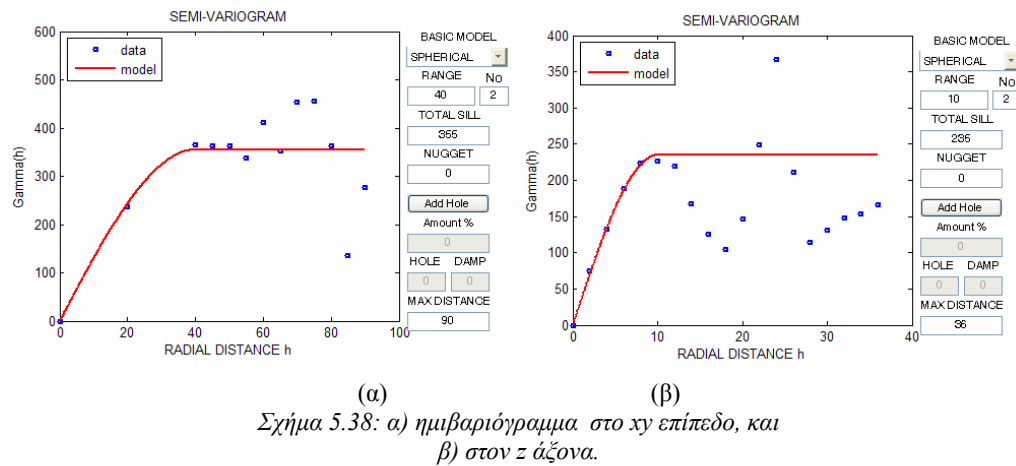 SEMI-VARIOGRAM
600
500
400
300
200
100
0
Gamma(h)
data
model
0 20 40 60 80 100
RADIAL DISTANCE h
BASIC MODEL
SPHERICAL
RANGE No
40 2
TOTAL SILL
355
NUGGET
0
Add Hole
Amount %
0
HOLE DAMP
0 0
MAX DISTANCE
90
(α)
SEMI-VARIOGRAM
400
350
300
250
200
150
100
50
0
Gamma(h)
data
model
0 10 20 30 40
RADIAL DISTANCE h
BASIC MODEL
SPHERICAL
RANGE No
10 2
TOTAL SILL
235
NUGGET
0
Add Hole
Amount %
0
HOLE DAMP
0 0
MAX DISTANCE
36
(β)
Σχήμα 5.38: α) ημιβαριόγραμμα στο xy επίπεδο, και
β) στον z άξονα.